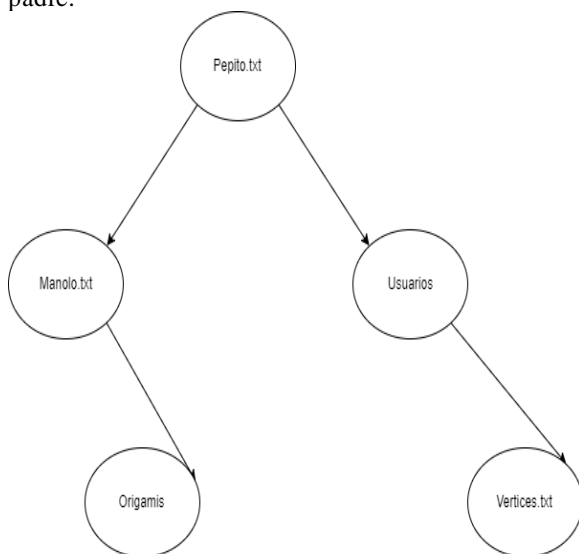 padre.
Pepito.txt
Manolo.txt
Usuarios
Origamis
Vertices.txt